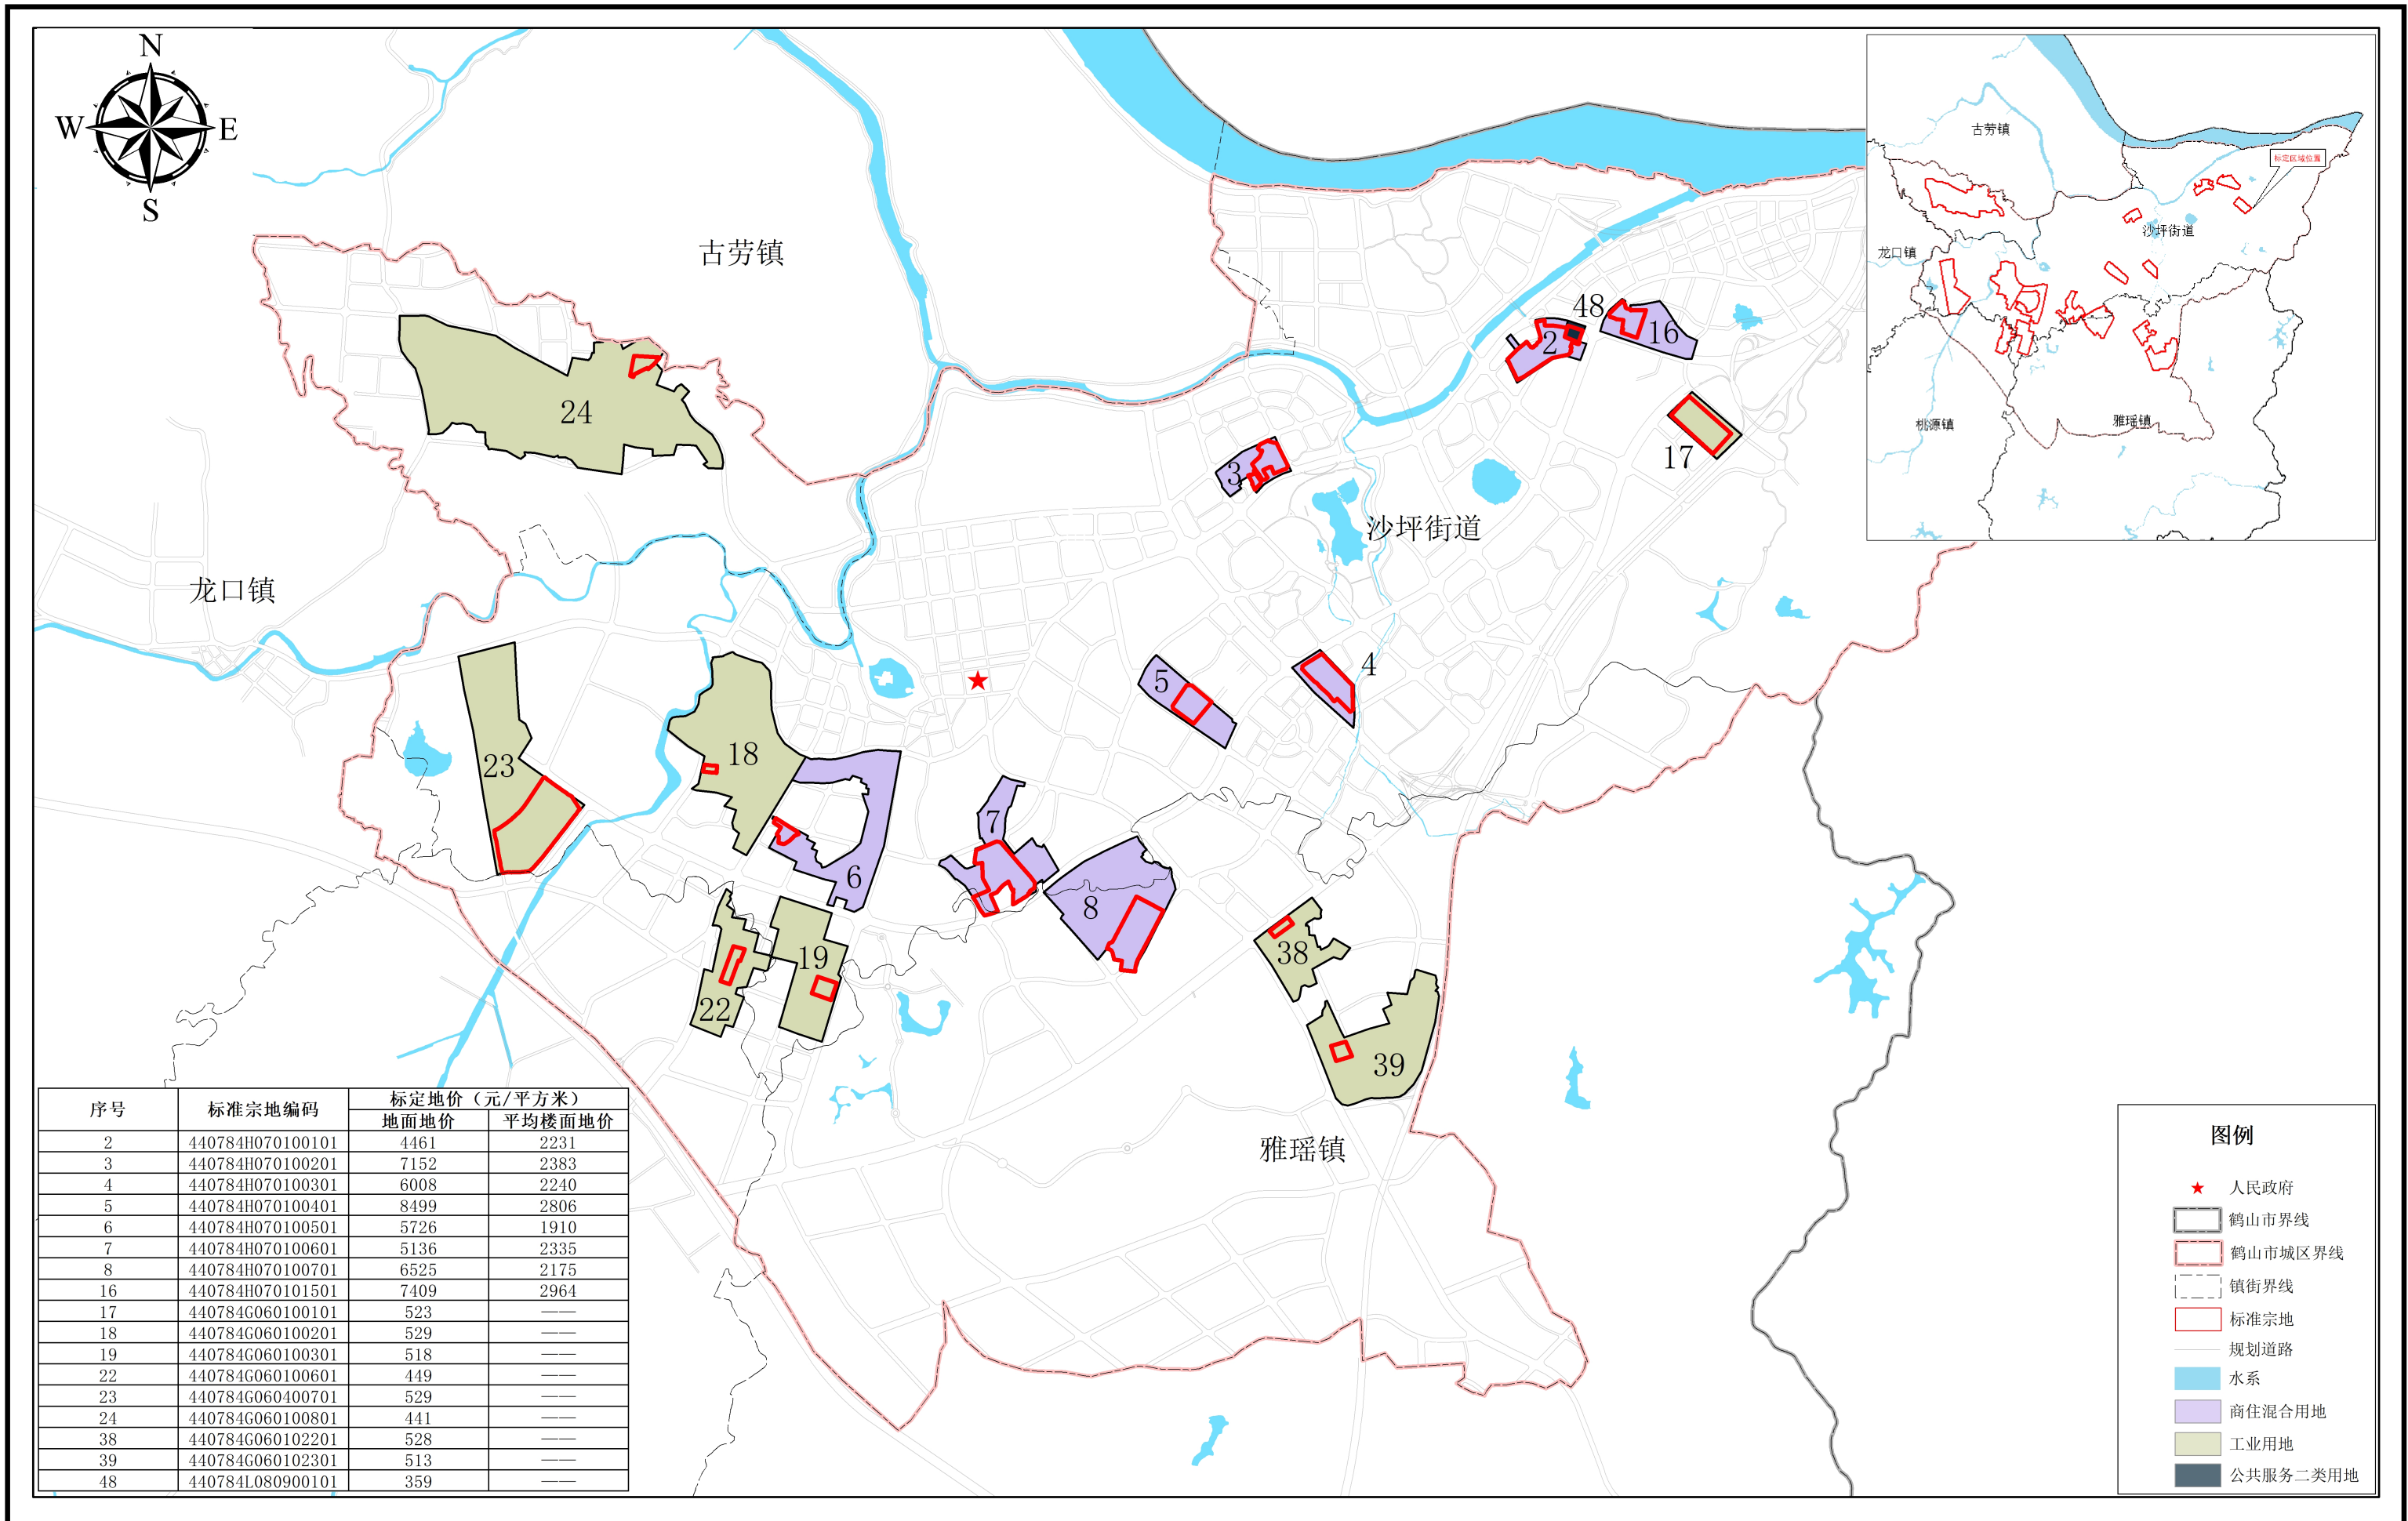 N
W
E
S
古劳镇
龙口镇
沙坪街道
雅瑶镇
24
48
2
16
17
3
4
5
23
18
6
7
8
22
19
38
39
古劳镇
标定区域位置
沙坪街道
龙口镇
桃源镇
雅瑶镇
序号 标准宗地编码 标定地价（元/平方米）
地面地价 平均楼面地价
2 440784H070100101 4461 2231
3 440784H070100201 7152 2383
4 440784H070100301 6008 2240
5 440784H070100401 8499 2806
6 440784H070100501 5726 1910
7 440784H070100601 5136 2335
8 440784H070100701 6525 2175
16 440784H070101501 7409 2964
17 440784G060100101 523 ——
18 440784G060100201 529 ——
19 440784G060100301 518 ——
22 440784G060100601 449 ——
23 440784G060400701 529 ——
24 440784G060100801 441 ——
38 440784G060102201 528 ——
39 440784G060102301 513 ——
48 440784L080900101 359 ——
图例
人民政府
鹤山市界线
鹤山市城区界线
镇街界线
标准宗地
规划道路
水系
商住混合用地
工业用地
公共服务二类用地